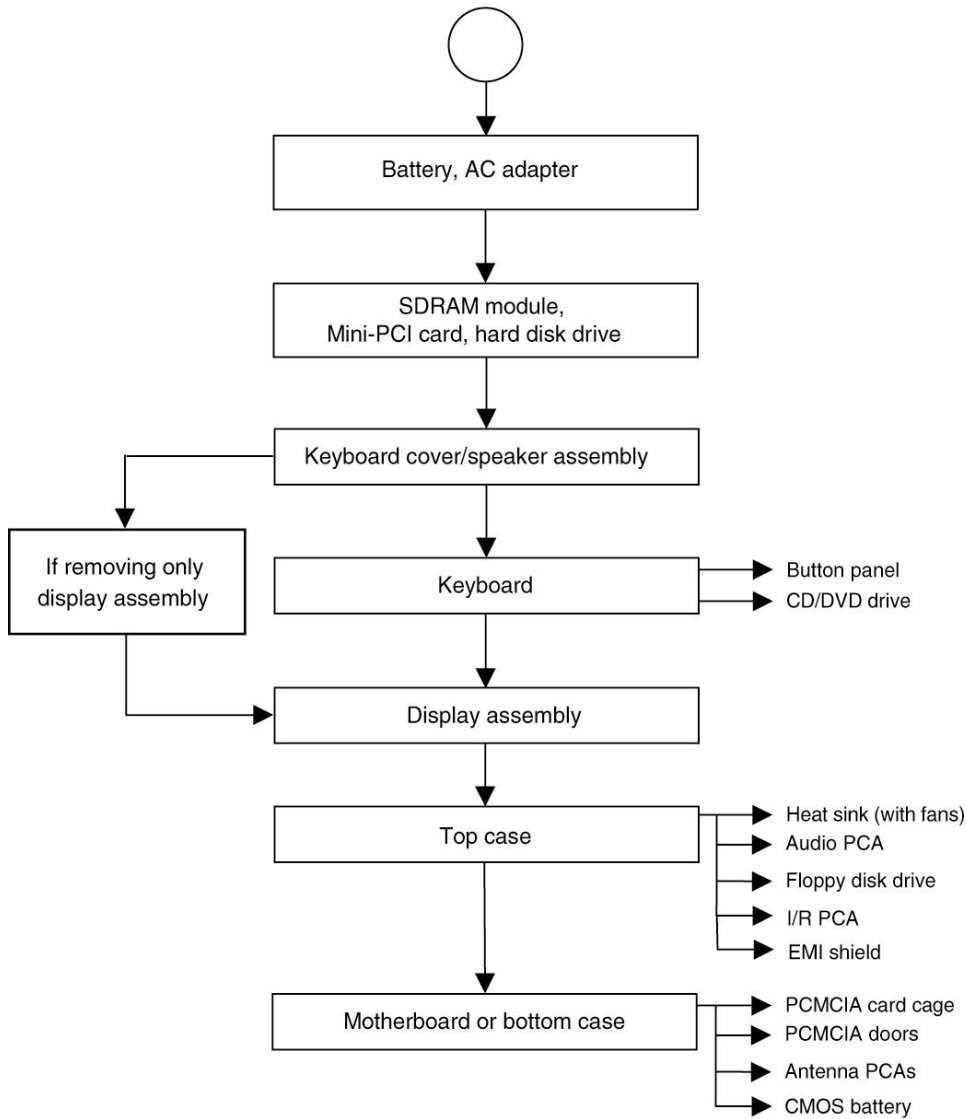 Battery, AC adapter
SDRAM module,
Mini-PCI card, hard disk drive
Keyboard cover/speaker assembly
If removing only
display assembly
Keyboard
Button panel
CD/DVD drive
Display assembly
Top case
Heat sink (with fans)
Audio PCA
Floppy disk drive
I/R PCA
EMI shield
Motherboard or bottom case
PCMCIA card cage
PCMCIA doors
Antenna PCAs
CMOS battery